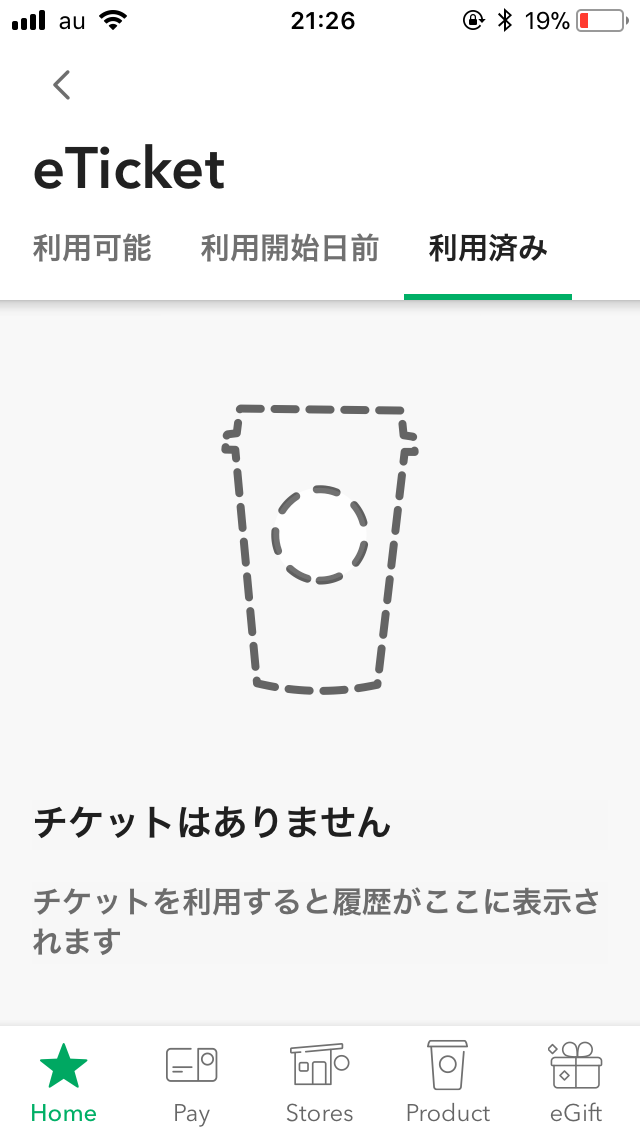 au 21:26 19%
eTicket
利用可能 利用開始日前 利用済み
チケットはありません
チケットを利用すると履歴がここに表示さ
れます
Home Pay Stores Product eGift